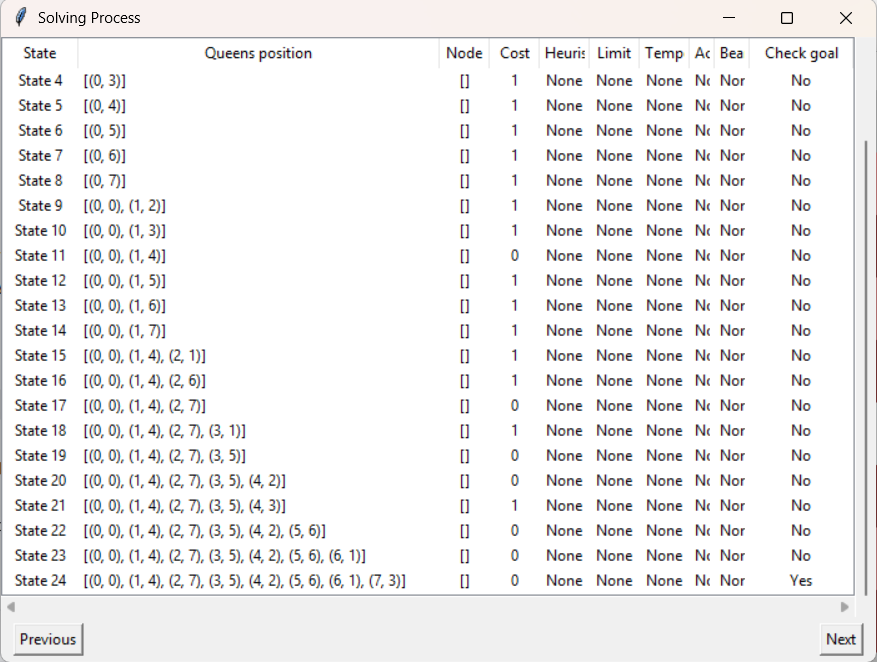 Solving Process
State Queens position Node Cost Heuris Limit Temp Ac Bea Check goal
State 4 [(0, 3)] [] 1 None None None Nc Nor No
State 5 [(0, 4)] [] 1 None None None Nc Nor No
State 6 [(0, 5)] [] 1 None None None Nc Nor No
State 7 [(0, 6)] [] 1 None None None Nc Nor No
State 8 [(0, 7)] [] 1 None None None Nc Nor No
State 9 [(0, 0), (1, 2)] [] 1 None None None Nc Nor No
State 10 [(0, 0), (1, 3)] [] 1 None None None Nc Nor No
State 11 [(0, 0), (1, 4)] [] 0 None None None Nc Nor No
State 12 [(0, 0), (1, 5)] [] 1 None None None Nc Nor No
State 13 [(0, 0), (1, 6)] [] 1 None None None Nc Nor No
State 14 [(0, 0), (1, 7)] [] 1 None None None Nc Nor No
State 15 [(0, 0), (1, 4), (2, 1)] [] 1 None None None Nc Nor No
State 16 [(0, 0), (1, 4), (2, 6)] [] 1 None None None Nc Nor No
State 17 [(0, 0), (1, 4), (2, 7)] [] 0 None None None Nc Nor No
State 18 [(0, 0), (1, 4), (2, 7), (3, 1)] [] 1 None None None Nc Nor No
State 19 [(0, 0), (1, 4), (2, 7), (3, 5)] [] 0 None None None Nc Nor No
State 20 [(0, 0), (1, 4), (2, 7), (3, 5), (4, 2)] [] 0 None None None Nc Nor No
State 21 [(0, 0), (1, 4), (2, 7), (3, 5), (4, 3)] [] 1 None None None Nc Nor No
State 22 [(0, 0), (1, 4), (2, 7), (3, 5), (4, 2), (5, 6)] [] 0 None None None Nc Nor No
State 23 [(0, 0), (1, 4), (2, 7), (3, 5), (4, 2), (5, 6), (6, 1)] [] 0 None None None Nc Nor No
State 24 [(0, 0), (1, 4), (2, 7), (3, 5), (4, 2), (5, 6), (6, 1), (7, 3)] [] 0 None None None Nc Nor Yes
Previous Next